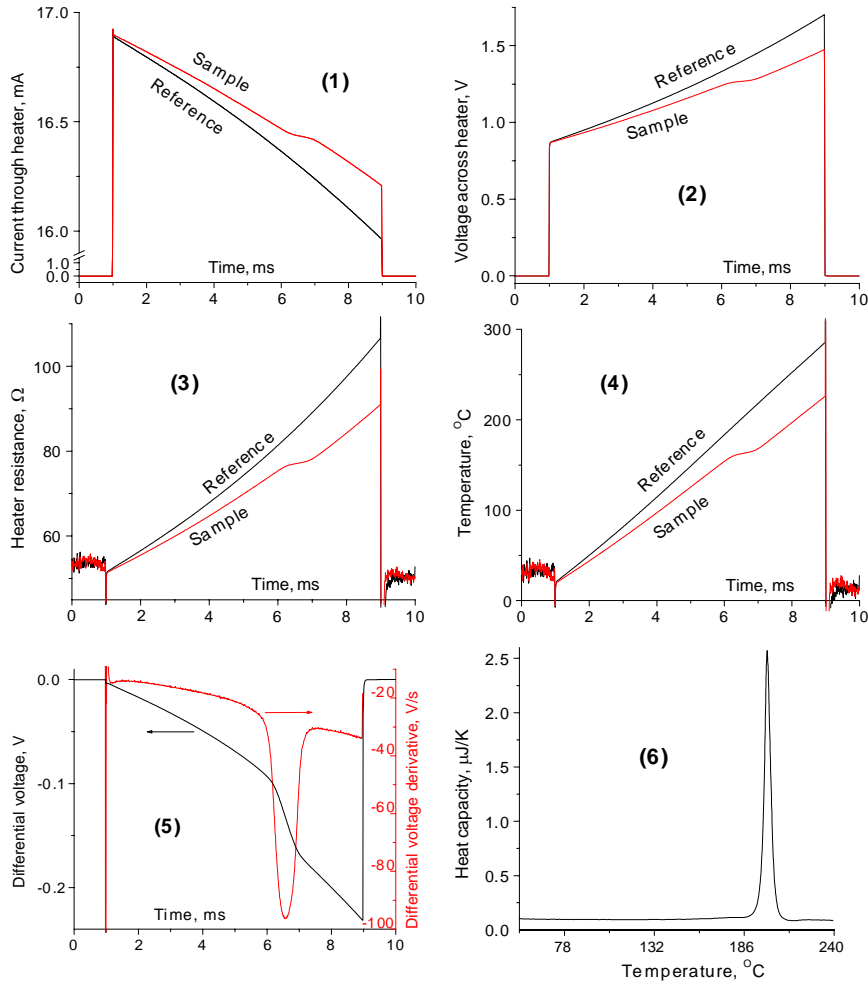 17.0
16.5
16.0
1.0
0.0
Current through heater, mA
Sample
Reference
(1)
Time, ms
0 2 4 6 8 10
1.5
1.0
0.5
0.0
Voltage across heater, V
Reference
Sample
(2)
Time, ms
0 2 4 6 8 10
100
80
60
Heater resistance, Ω
(3)
Reference
Sample
Time, ms
0 2 4 6 8 10
300
200
100
0
Temperature, °C
(4)
Reference
Sample
Time, ms
0 2 4 6 8 10
0.0
-0.1
-0.2
Differential voltage, V
(5)
Time, ms
0 2 4 6 8 10
-20
-40
-60
-80
-100
Differential voltage derivative, V/s
2.5
2.0
1.5
1.0
0.5
0.0
Heat capacity, μJ/K
(6)
78 132 186 240
Temperature, °C